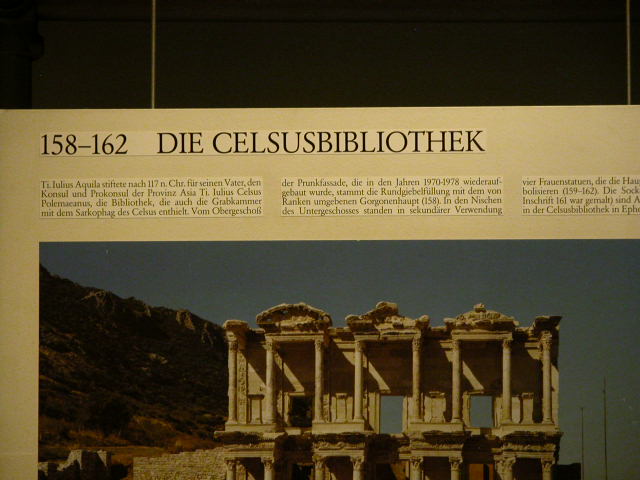 158–162 DIE CELSUSBIBLIOTHEK
Ti. Iulius Aquila stiftete nach 117 n. Chr. für seinen Vater, den
Konsul und Prokonsul der Provinz Asia Ti. Iulius Celsus
Polemaeanus, die Bibliothek, die auch die Grabkammer
mit dem Sarkophag des Celsus enthielt. Vom Obergeschoß
der Prunkfassade, die in den Jahren 1970-1978 wiederauf-
gebaut wurde, stammt die Rundgiebelfüllung mit dem von
Ranken umgebenen Gorgonenhaupt (158). In den Nischen
des Untergeschosses standen in sekundärer Verwendung
vier Frauenstatuen, die die Hau
bolisieren (159–162). Die Sock
Inschrift 161 war gemalt) sind A
in der Celsusbibliothek in Ephe